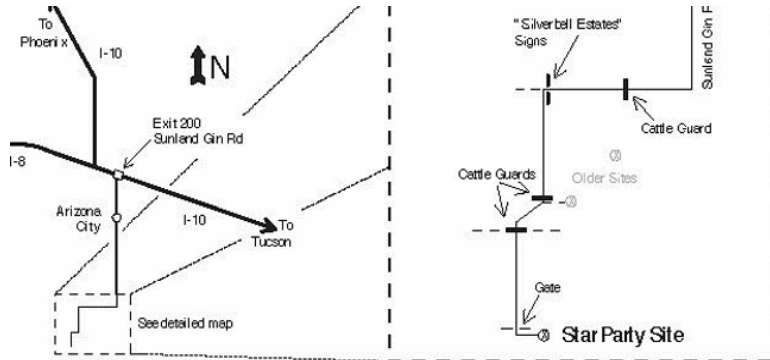 To
Phoenix
I-10
N
Exit 200
Sunland Gin Rd
I-8
Arizona
City
I-10
To
Tucson
See detailed map
"Silverbell Estates"
Signs
Sunland Gin R
Cattle Guard
Older Sites
Cattle Guards
Gate
Star Party Site